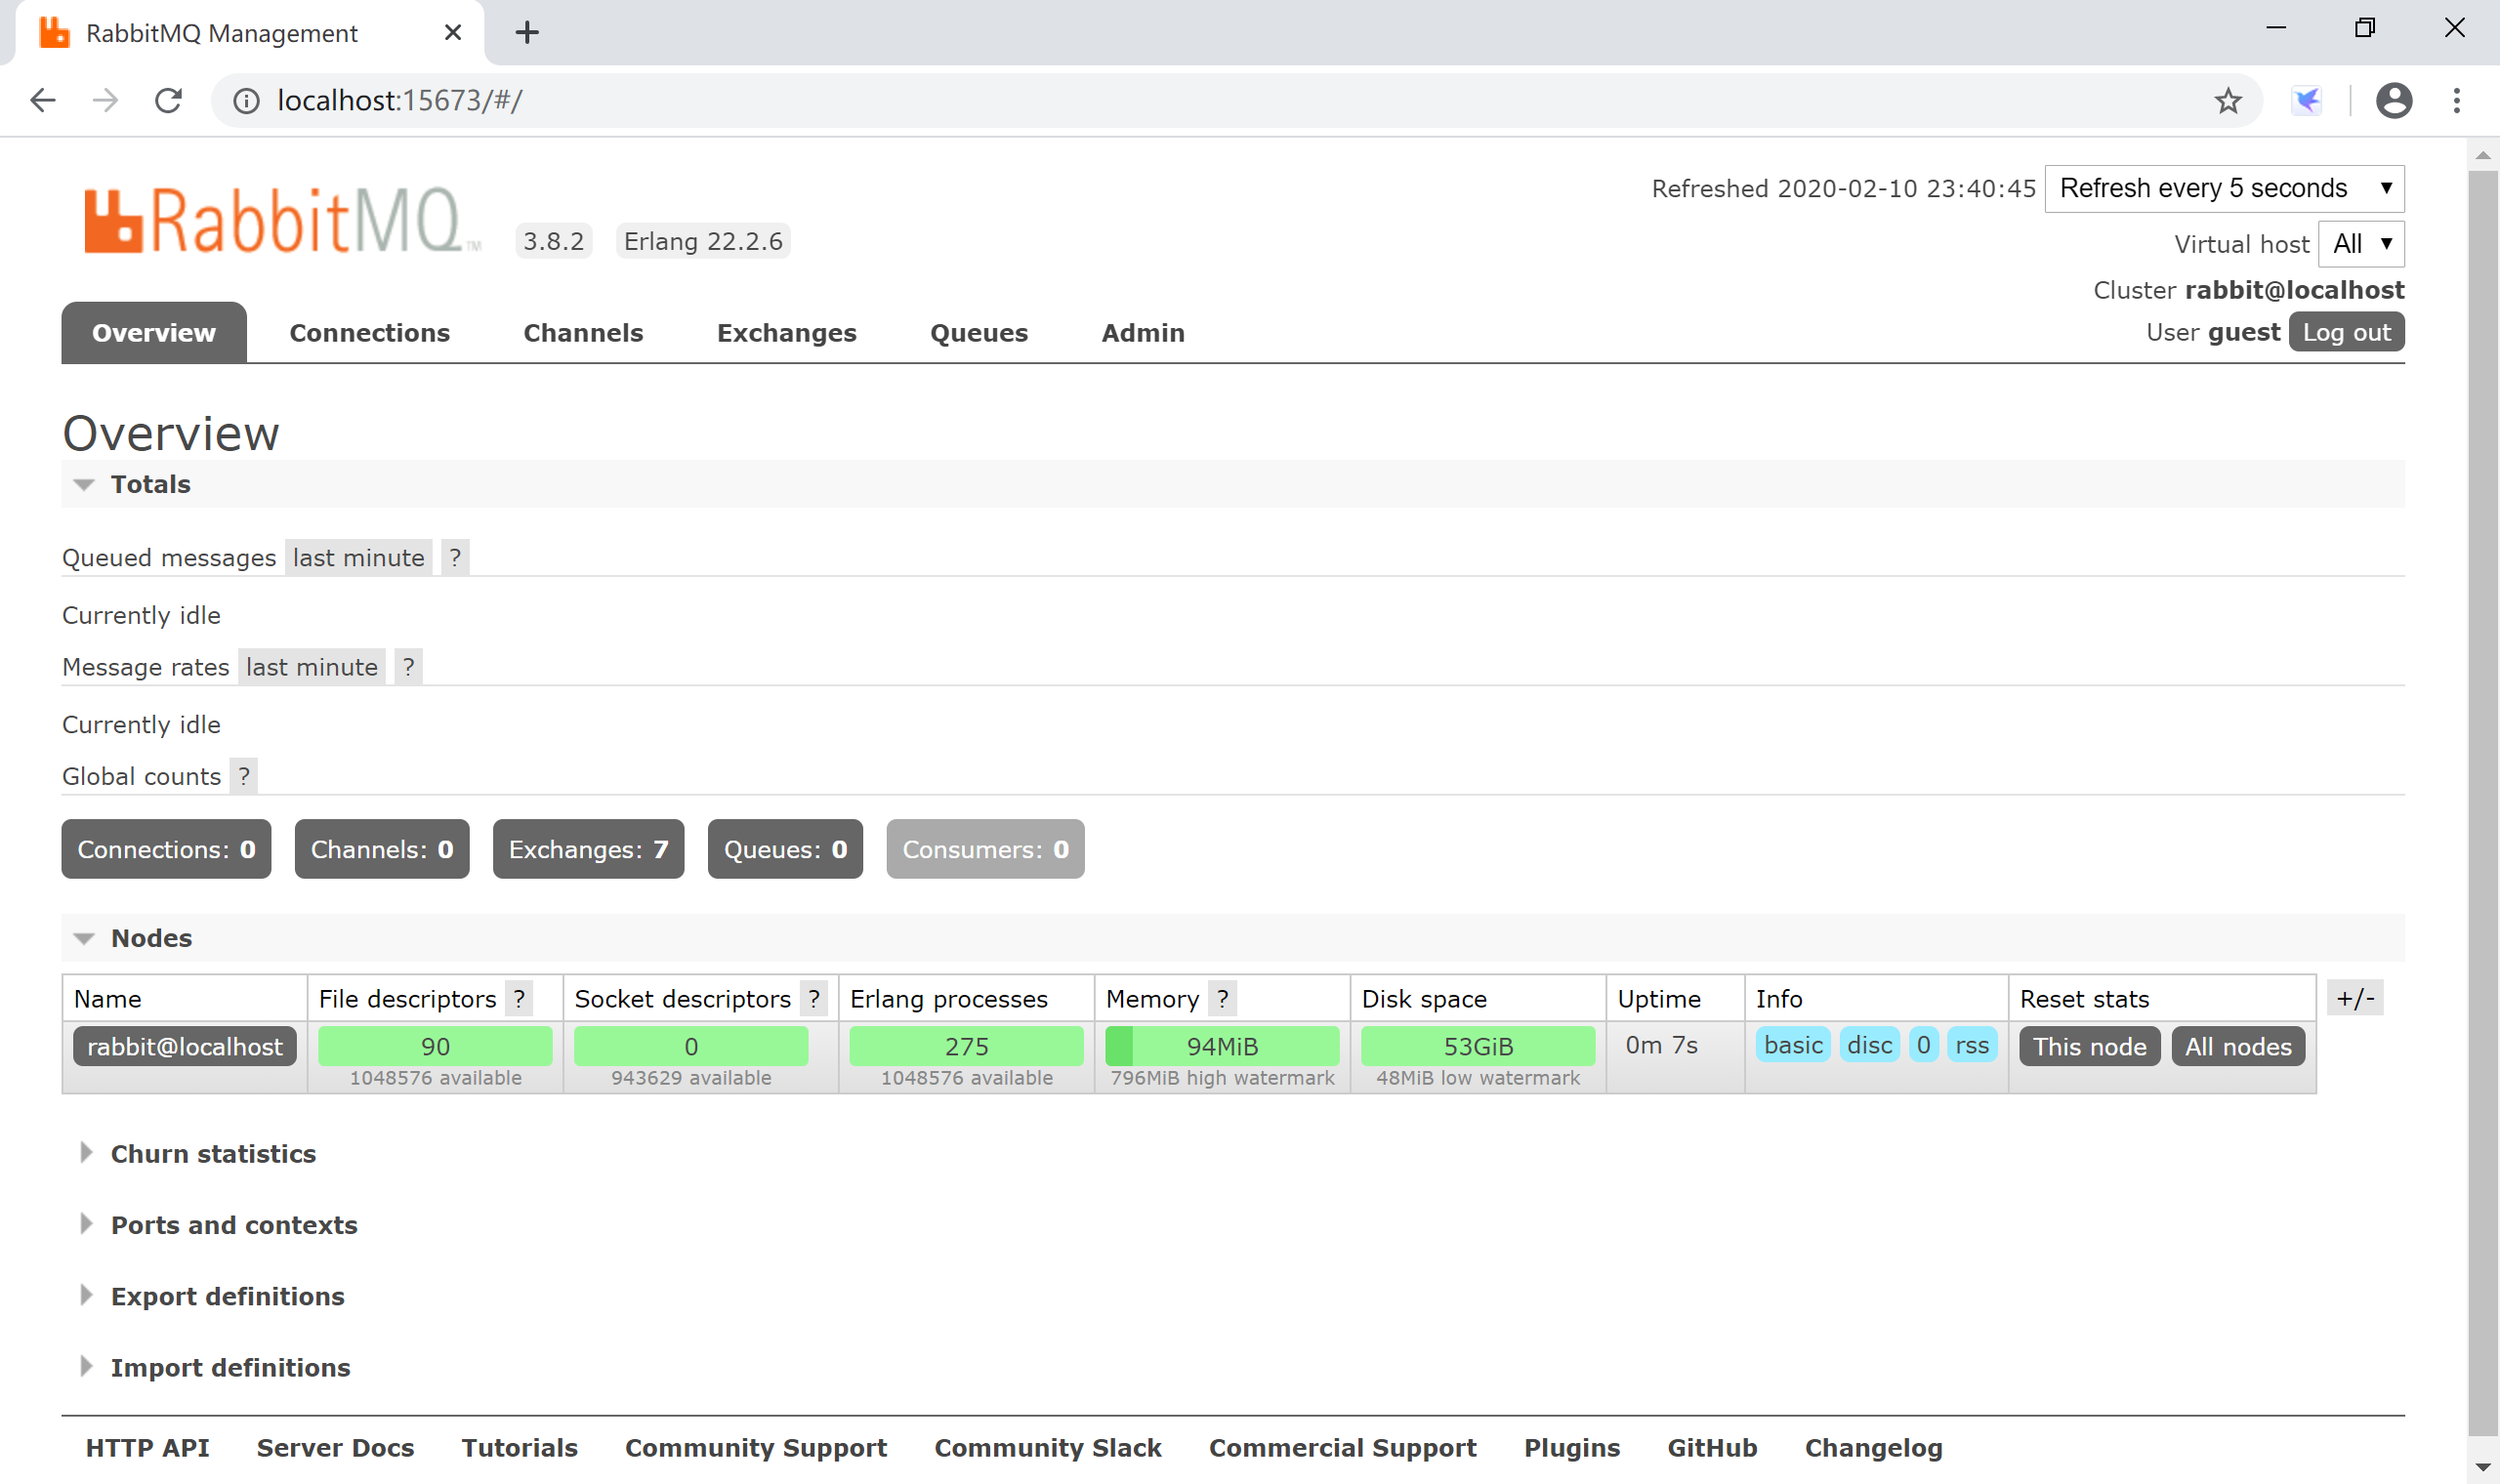 RabbitMQ Management
localhost:15673/#/
Refreshed 2020-02-10 23:40:45 Refresh every 5 seconds
RabbitMQ TM 3.8.2 Erlang 22.2.6
Virtual host All
Cluster rabbit@localhost
User guest Log out
Overview Connections Channels Exchanges Queues Admin
Overview
Totals
Queued messages last minute ?
Currently idle
Message rates last minute ?
Currently idle
Global counts ?
Connections: 0 Channels: 0 Exchanges: 7 Queues: 0 Consumers: 0
Nodes
Name File descriptors ? Socket descriptors ? Erlang processes Memory ? Disk space Uptime Info Reset stats +/-
rabbit@localhost 90 0 275 94MiB 53GiB 0m 7s basic disc 0 rss This node All nodes
1048576 available 943629 available 1048576 available 796MiB high watermark 48MiB low watermark
Churn statistics
Ports and contexts
Export definitions
Import definitions
HTTP API Server Docs Tutorials Community Support Community Slack Commercial Support Plugins GitHub Changelog